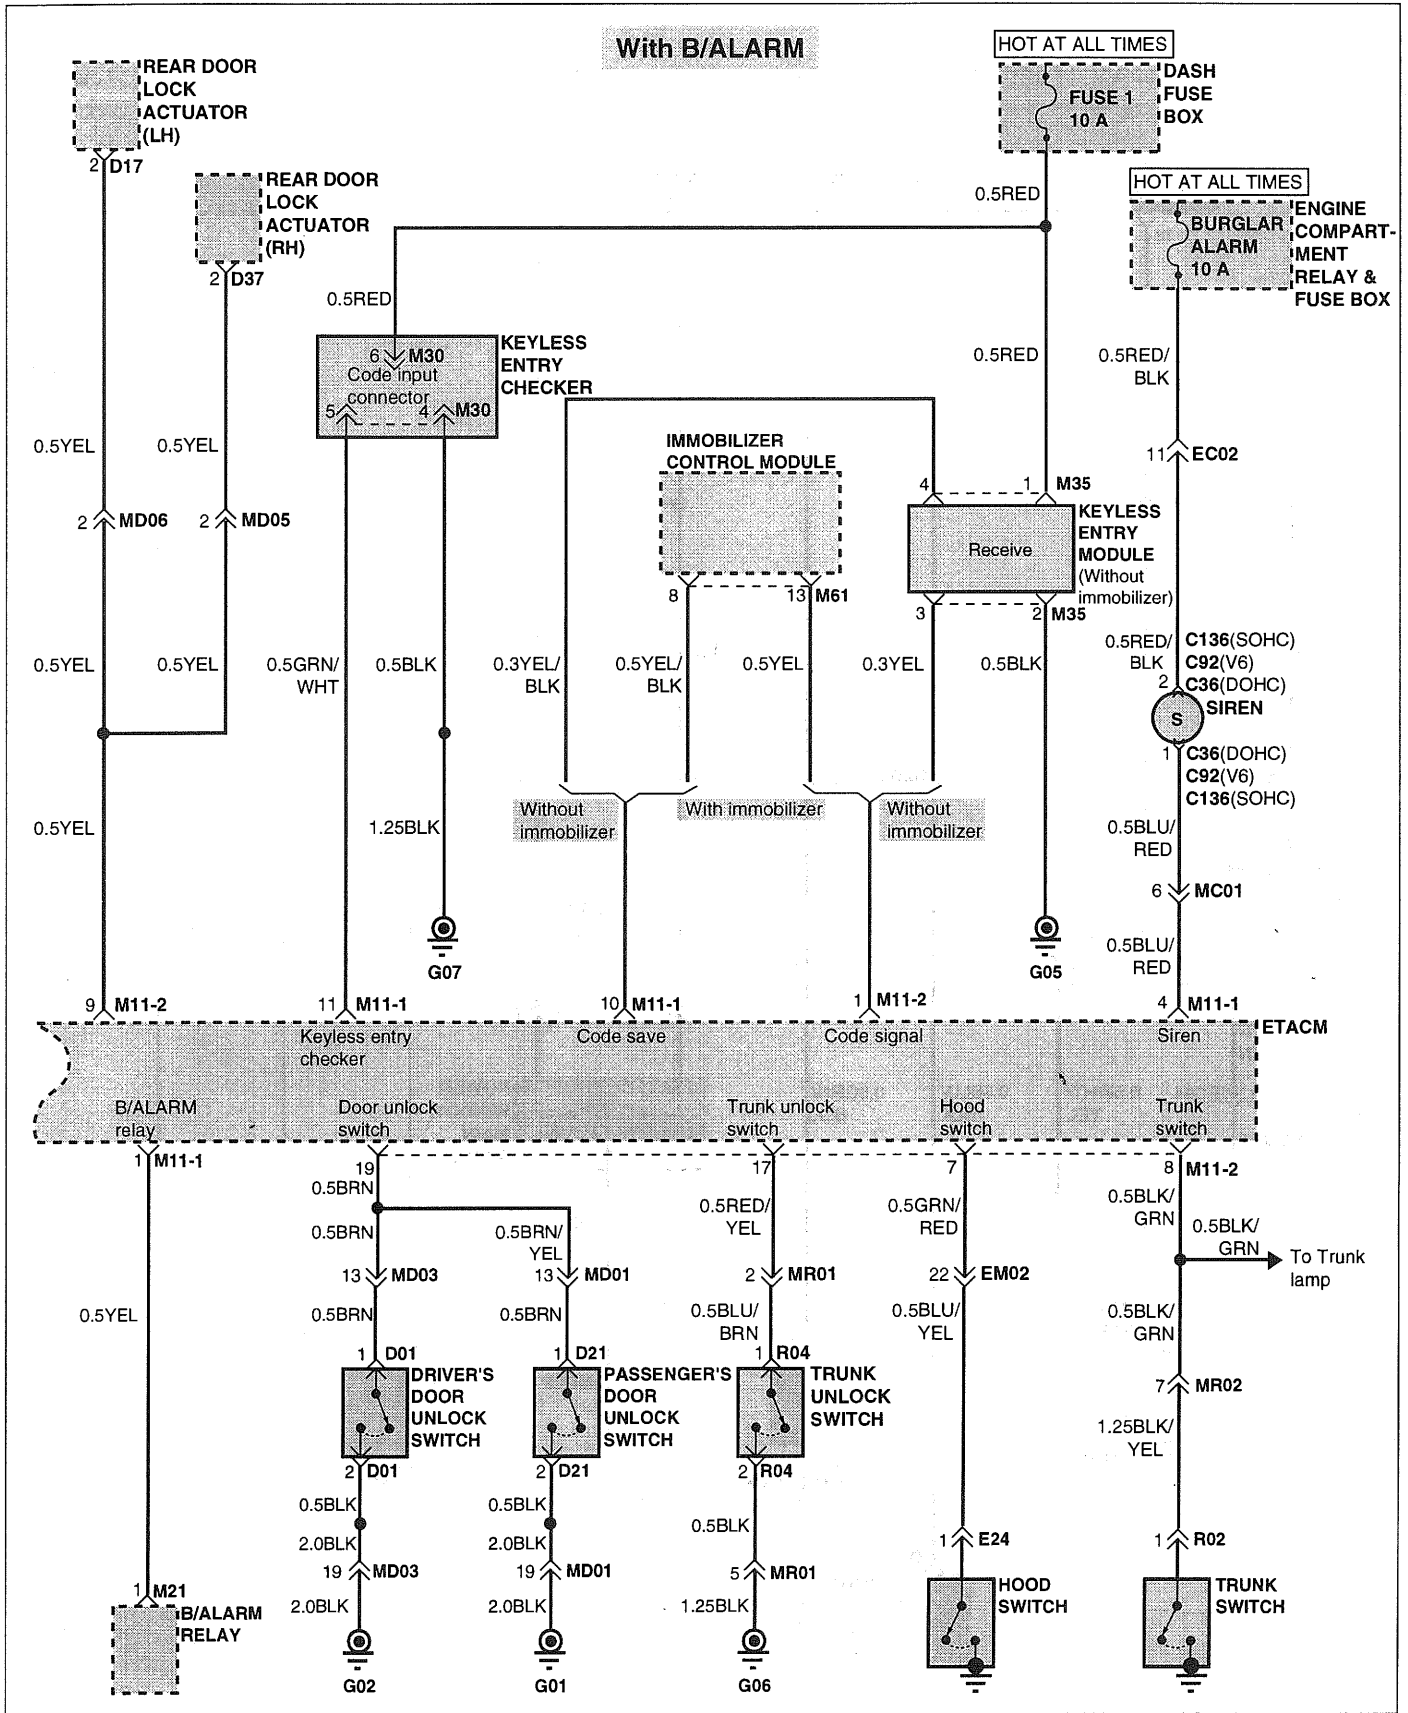 With B/ALARM
HOT AT ALL TIMES
DASH
FUSE
BOX
FUSE 1
10 A
REAR DOOR
LOCK
ACTUATOR
(LH)
2 D17
REAR DOOR
LOCK
ACTUATOR
(RH)
2 D37
0.5RED
HOT AT ALL TIMES
BURGLAR
ALARM
10 A
ENGINE
COMPART-
MENT
RELAY &
FUSE BOX
0.5RED
KEYLESS
ENTRY
CHECKER
6 M30
Code input
connector
5 4 M30
0.5RED
0.5RED/
BLK
0.5YEL
0.5YEL
IMMOBILIZER
CONTROL MODULE
11 EC02
4 1 M35
KEYLESS
ENTRY
MODULE
(Without
immobilizer)
Receive
2 MD06
2 MD05
8 13 M61
3 2 M35
0.5YEL
0.5YEL
0.5GRN/
WHT
0.5BLK
0.3YEL/
BLK
0.5YEL/
BLK
0.5YEL
0.3YEL
0.5BLK
0.5RED/
BLK
C136(SOHC)
C92(V6)
2 C36(DOHC)
S
SIREN
1 C36(DOHC)
C92(V6)
C136(SOHC)
Without
immobilizer
With immobilizer
Without
immobilizer
0.5YEL
1.25BLK
0.5BLU/
RED
6 MC01
0.5BLU/
RED
G07
G05
9 M11-2
11 M11-1
10 M11-1
1 M11-2
4 M11-1
ETACM
Keyless entry
checker
Code save
Code signal
Siren
B/ALARM
relay
Door unlock
switch
Trunk unlock
switch
Hood
switch
Trunk
switch
1 M11-1
19
17
7
8 M11-2
0.5BRN
0.5BRN
0.5BRN/
YEL
0.5RED/
YEL
0.5GRN/
RED
0.5BLK/
GRN
0.5BLK/
GRN
To Trunk
lamp
13 MD03
13 MD01
2 MR01
22 EM02
0.5YEL
0.5BRN
0.5BRN
0.5BLU/
BRN
0.5BLU/
YEL
0.5BLK/
GRN
1 D01
DRIVER'S
DOOR
UNLOCK
SWITCH
1 D21
PASSENGER'S
DOOR
UNLOCK
SWITCH
1 R04
TRUNK
UNLOCK
SWITCH
7 MR02
1.25BLK/
YEL
2 D01
2 D21
2 R04
0.5BLK
0.5BLK
0.5BLK
2.0BLK
2.0BLK
1 E24
1 R02
19 MD03
19 MD01
5 MR01
1 M21
B/ALARM
RELAY
2.0BLK
2.0BLK
1.25BLK
HOOD
SWITCH
TRUNK
SWITCH
G02
G01
G06